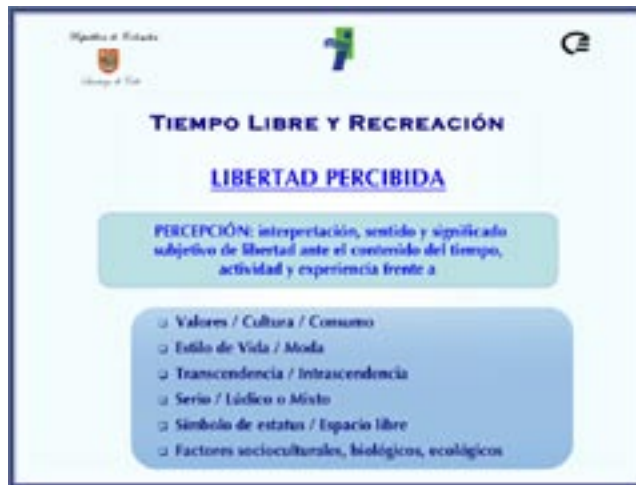 TIEMPO LIBRE Y RECREACIÓN
LIBERTAD PERCIBIDA
PERCEPCIÓN: interpretación, sentido y significado
subjetivo de libertad ante el contenido del tiempo,
actividad y experiencia frente a
Valores / Cultura / Consumo
Estilo de Vida / Moda
Transcendencia / Intrascendencia
Serio / Lúdico o Mixto
Símbolo de estatus / Espacio libre
Factores socioculturales, biológicos, ecológicos